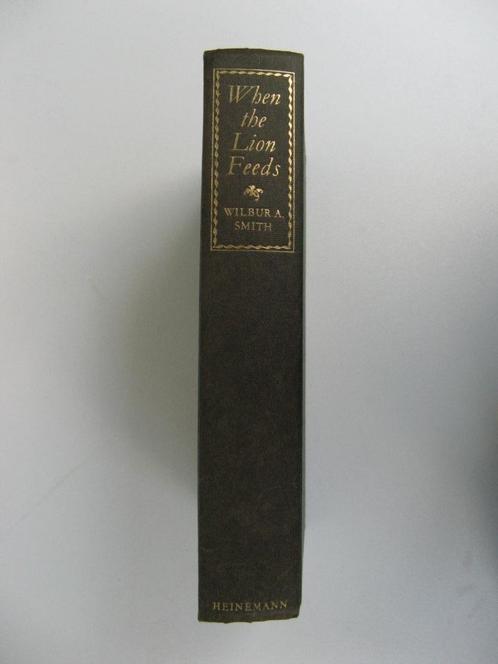 When
the
Lion
Feeds
WILBUR A.
SMITH
HEINEMANN